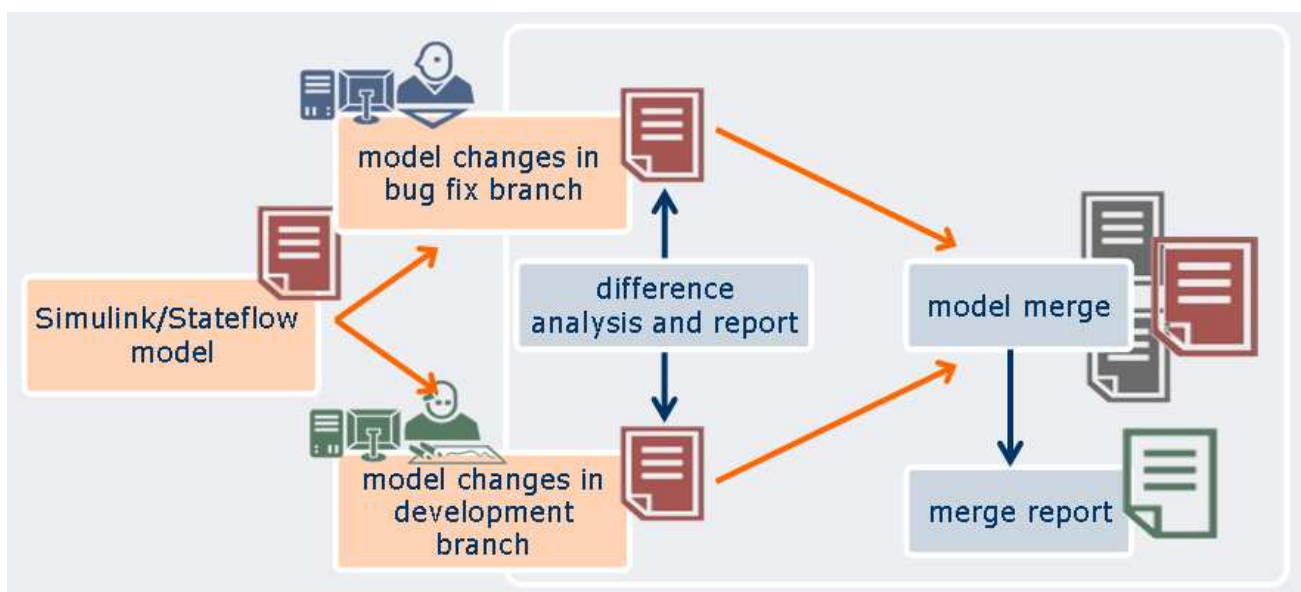 model changes in
bug fix branch
Simulink/Stateflow
model
difference
analysis and report
model merge
model changes in
development
branch
merge report